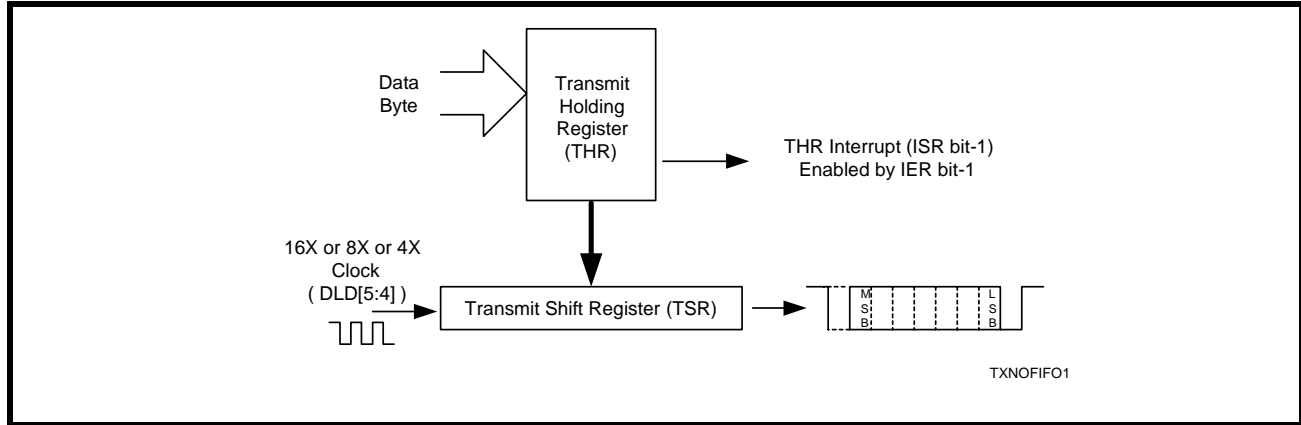 Data
Byte
Transmit
Holding
Register
(THR)
THR Interrupt (ISR bit-1)
Enabled by IER bit-1
16X or 8X or 4X
Clock
( DLD[5:4] )
Transmit Shift Register (TSR)
M
S
B
L
S
B
TXNOFIFO1